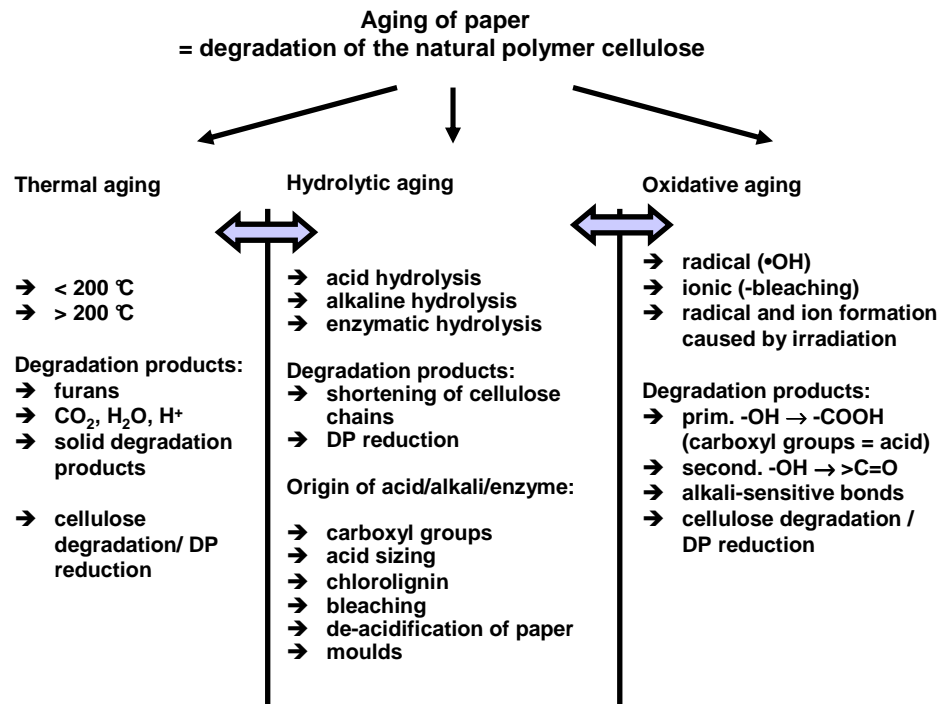 Aging of paper
= degradation of the natural polymer cellulose
Thermal aging
➔ < 200 °C
➔ > 200 °C
Degradation products:
➔ furans
➔ CO₂, H₂O, H⁺
➔ solid degradation
products
➔ cellulose
degradation/ DP
reduction
Hydrolytic aging
➔ acid hydrolysis
➔ alkaline hydrolysis
➔ enzymatic hydrolysis
Degradation products:
➔ shortening of cellulose
chains
➔ DP reduction
Origin of acid/alkali/enzyme:
➔ carboxyl groups
➔ acid sizing
➔ chlorolignin
➔ bleaching
➔ de-acidification of paper
➔ moulds
Oxidative aging
➔ radical (•OH)
➔ ionic (-bleaching)
➔ radical and ion formation
caused by irradiation
Degradation products:
➔ prim. -OH → -COOH
(carboxyl groups = acid)
➔ second. -OH → >C=O
➔ alkali-sensitive bonds
➔ cellulose degradation /
DP reduction